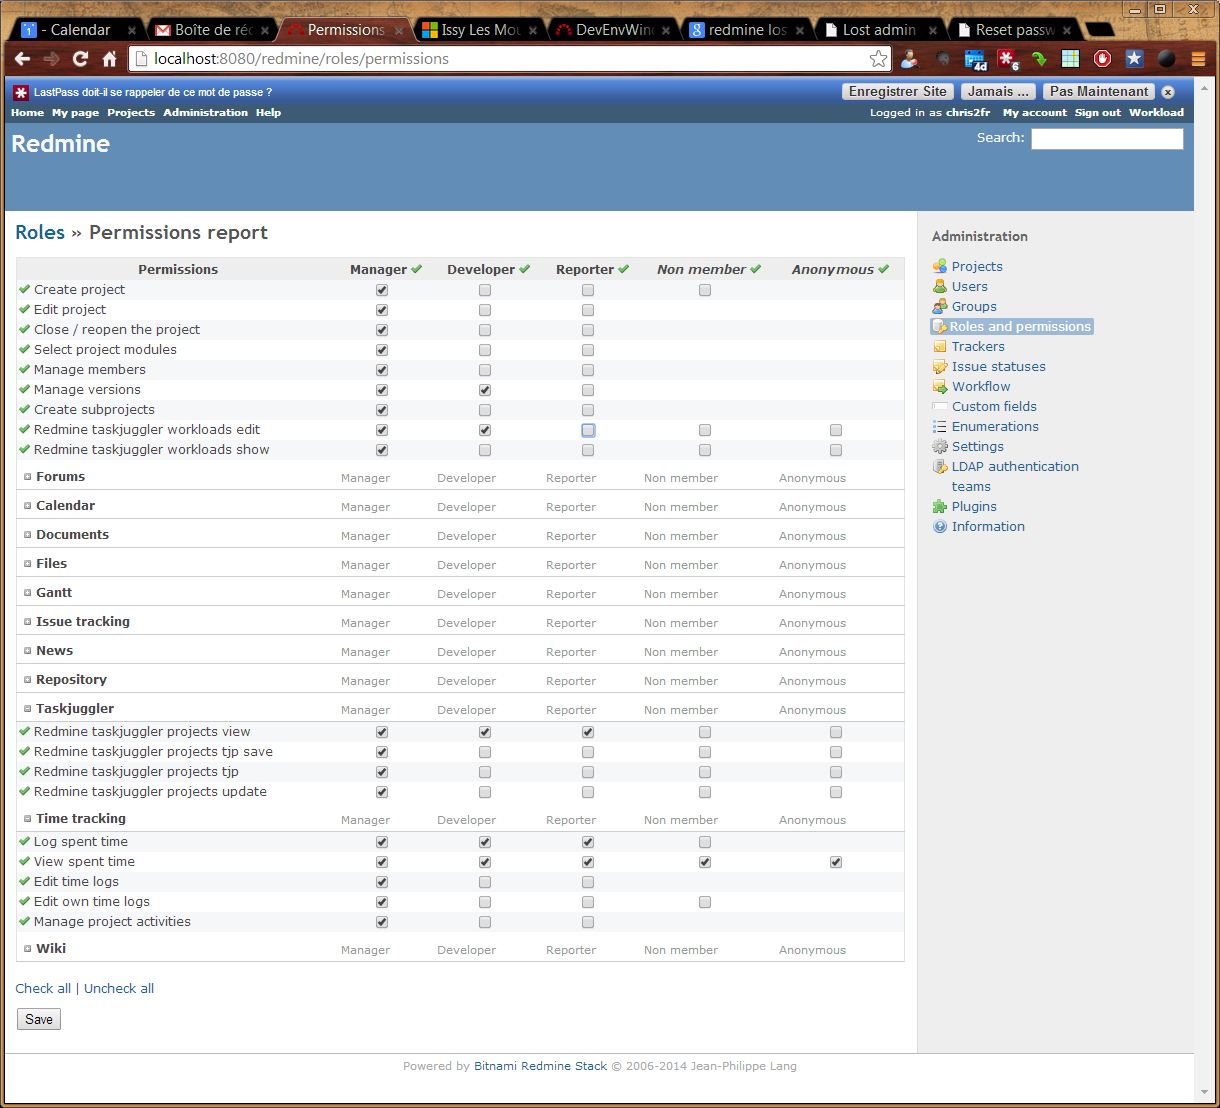 1 - Calendar
Boîte de réc
Permissions
Issy Les Mou
DevEnvWin
redmine los
Lost admin
Reset passw
localhost:8080/redmine/roles/permissions
4d
6
LastPass doit-il se rappeler de ce mot de passe ?
Enregistrer Site
Jamais ...
Pas Maintenant
Home My page Projects Administration Help
Logged in as chris2fr My account Sign out Workload
Redmine
Search:
Roles » Permissions report
Permissions Manager Developer Reporter Non member Anonymous
Create project
Edit project
Close / reopen the project
Select project modules
Manage members
Manage versions
Create subprojects
Redmine taskjuggler workloads edit
Redmine taskjuggler workloads show
Forums Manager Developer Reporter Non member Anonymous
Calendar Manager Developer Reporter Non member Anonymous
Documents Manager Developer Reporter Non member Anonymous
Files Manager Developer Reporter Non member Anonymous
Gantt Manager Developer Reporter Non member Anonymous
Issue tracking Manager Developer Reporter Non member Anonymous
News Manager Developer Reporter Non member Anonymous
Repository Manager Developer Reporter Non member Anonymous
Taskjuggler Manager Developer Reporter Non member Anonymous
Redmine taskjuggler projects view
Redmine taskjuggler projects tjp save
Redmine taskjuggler projects tjp
Redmine taskjuggler projects update
Time tracking Manager Developer Reporter Non member Anonymous
Log spent time
View spent time
Edit time logs
Edit own time logs
Manage project activities
Wiki Manager Developer Reporter Non member Anonymous
Check all | Uncheck all
Save
Administration
Projects
Users
Groups
Roles and permissions
Trackers
Issue statuses
Workflow
Custom fields
Enumerations
Settings
LDAP authentication
teams
Plugins
Information
Powered by Bitnami Redmine Stack © 2006-2014 Jean-Philippe Lang